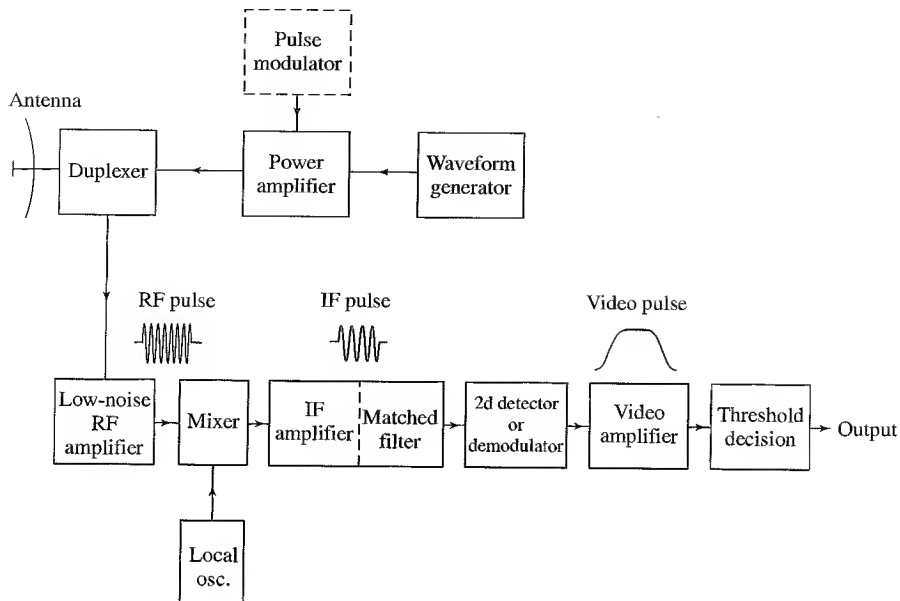 Pulse
modulator
Antenna
Duplexer
Power
amplifier
Waveform
generator
RF pulse
IF pulse
Video pulse
Low-noise
RF
amplifier
Mixer
IF
amplifier
Matched
filter
2d detector
or
demodulator
Video
amplifier
Threshold
decision
Output
Local
osc.